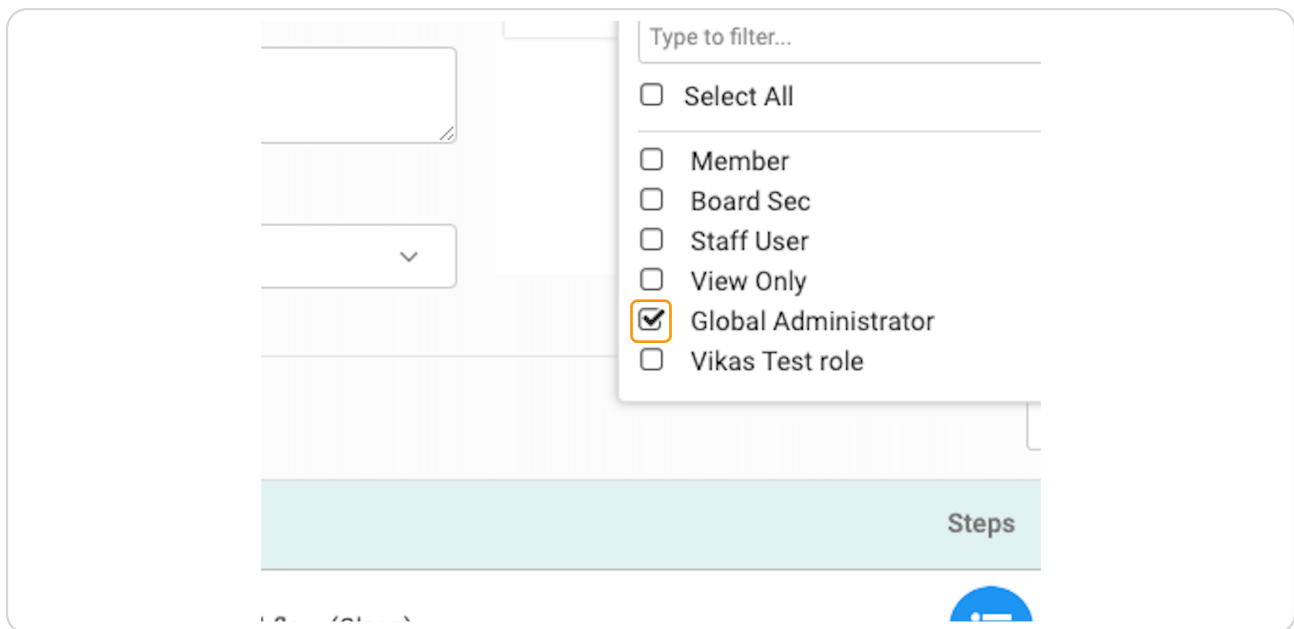 Type to filter...
Select All
Member
Board Sec
Staff User
View Only
Global Administrator
Vikas Test role
Steps